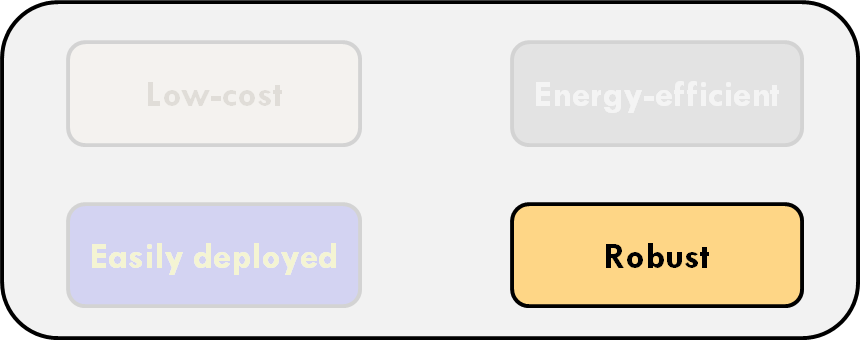 Low-cost
Energy-efficient
Easily deployed
Robust